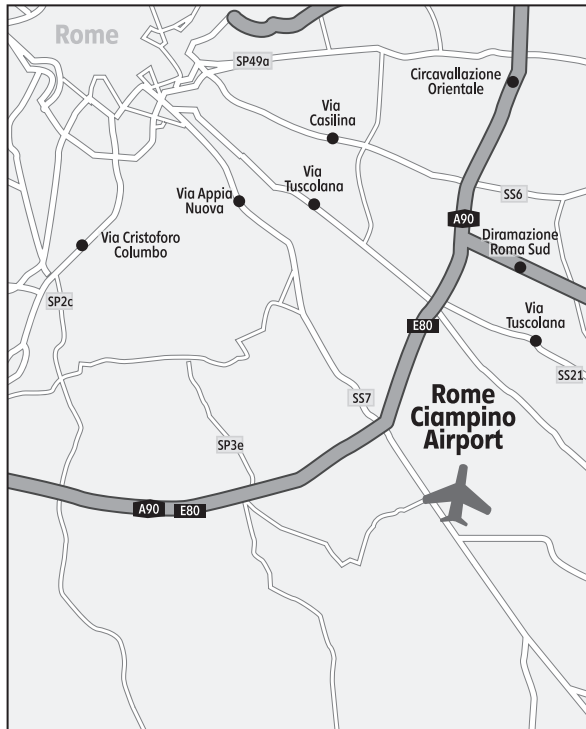 Rome
SP49a
Circavallazione
Orientale
Via
Casilina
Via
Tuscolana
Via Appia
Nuova
SS6
A90
Diramazione
Roma Sud
Via Cristoforo
Columbo
SP2c
E80
Via
Tuscolana
SS21
SS7
Rome
Ciampino
Airport
SP3e
A90
E80